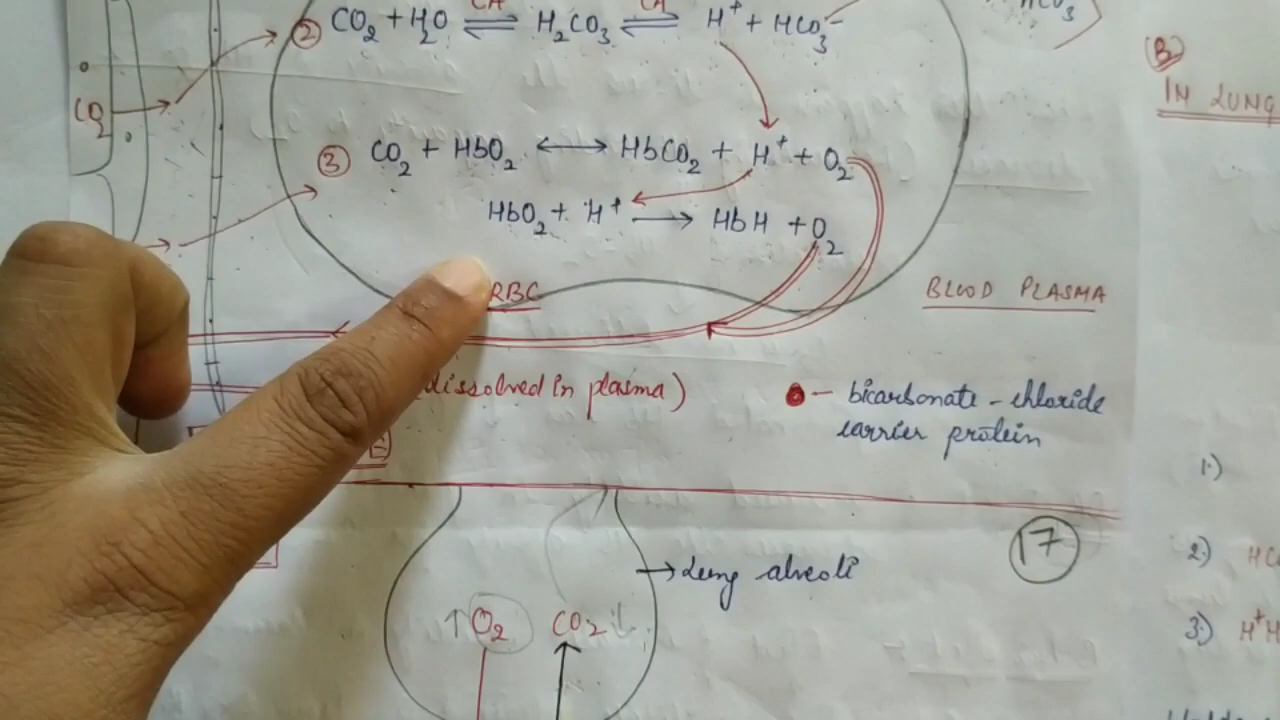 ② CO₂ + H₂O ⇌ H₂CO₃ ⇌ H⁺ + HCO₃⁻
CA CA
HCO₃
(B)
IN LUNG
CO₂
③ CO₂ + HbO₂ ⟷ HbCO₂ + H⁺ + O₂
HbO₂ + H⁺ ⟶ HbH + O₂
RBC
BLOOD PLASMA
dissolved in plasma)
bicarbonate - chloride
carrier protein
1.)
17
2.) HC
Lung alveoli
↑O₂ CO₂↓
3.) H⁺H